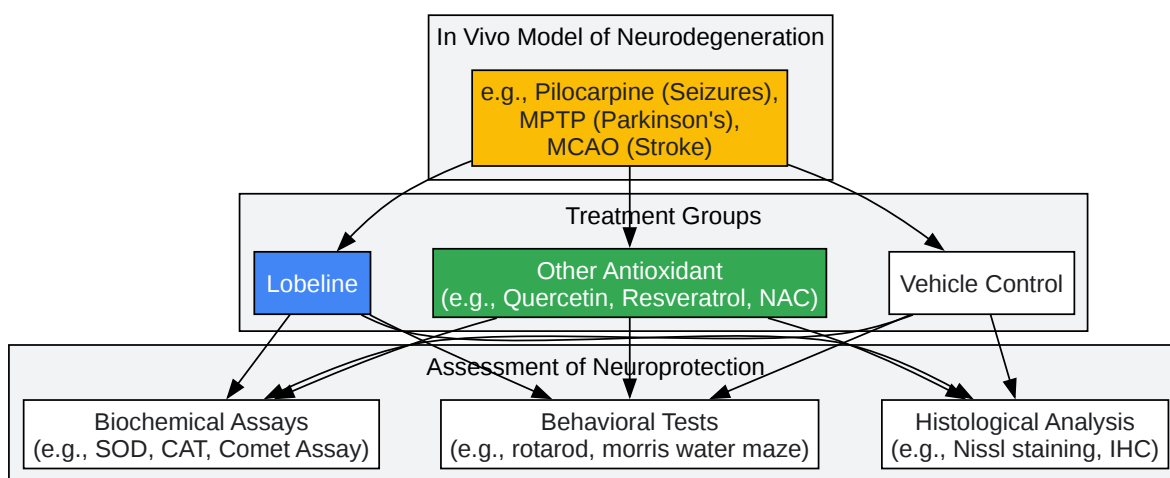 In Vivo Model of Neurodegeneration
e.g., Pilocarpine (Seizures),
MPTP (Parkinson's),
MCAO (Stroke)
Treatment Groups
Lobeline
Other Antioxidant
(e.g., Quercetin, Resveratrol, NAC)
Vehicle Control
Assessment of Neuroprotection
Biochemical Assays
(e.g., SOD, CAT, Comet Assay)
Behavioral Tests
(e.g., rotarod, morris water maze)
Histological Analysis
(e.g., Nissl staining, IHC)